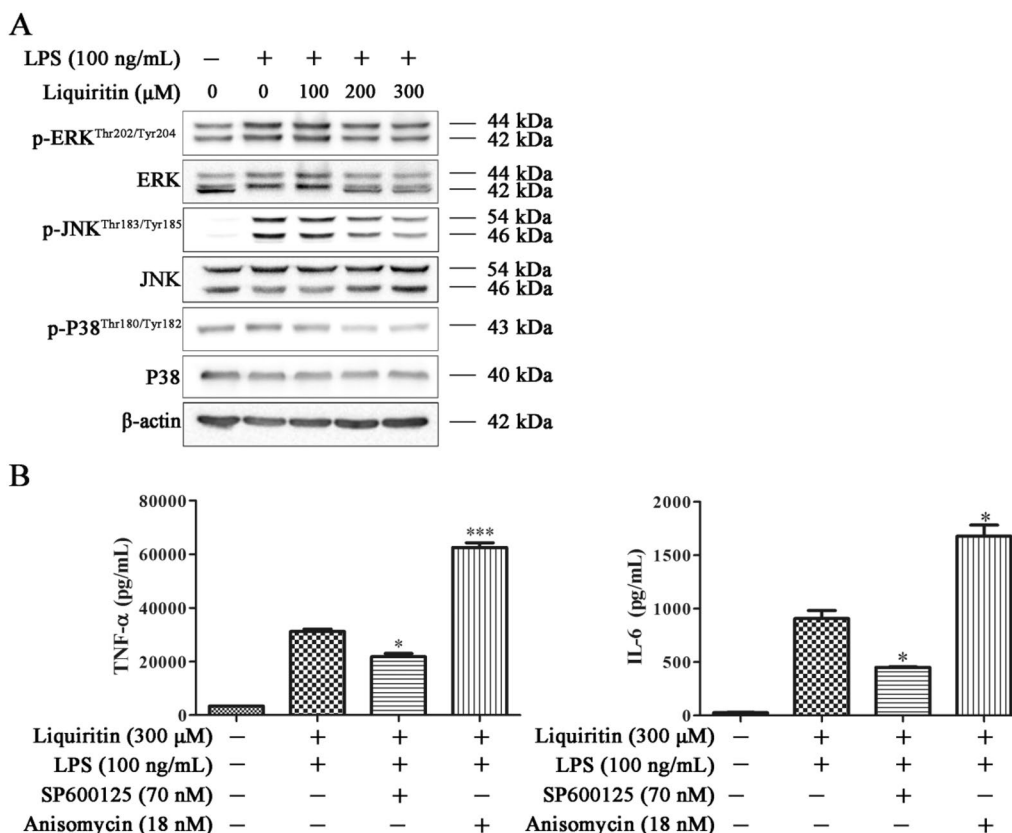 A
LPS (100 ng/mL) − + + + +
Liquiritin (μM) 0 0 100 200 300
p-ERK^Thr202/Tyr204 — 44 kDa
— 42 kDa
ERK — 44 kDa
— 42 kDa
p-JNK^Thr183/Tyr185 — 54 kDa
— 46 kDa
JNK — 54 kDa
— 46 kDa
p-P38^Thr180/Tyr182 — 43 kDa
P38 — 40 kDa
β-actin — 42 kDa
B
TNF-α (pg/mL)
80000
60000
40000
20000
0
*
***
Liquiritin (300 μM) − + + +
LPS (100 ng/mL) − + + +
SP600125 (70 nM) − − + −
Anisomycin (18 nM) − − − +
IL-6 (pg/mL)
2000
1500
1000
500
0
*
*
Liquiritin (300 μM) − + + +
LPS (100 ng/mL) − + + +
SP600125 (70 nM) − − + −
Anisomycin (18 nM) − − − +